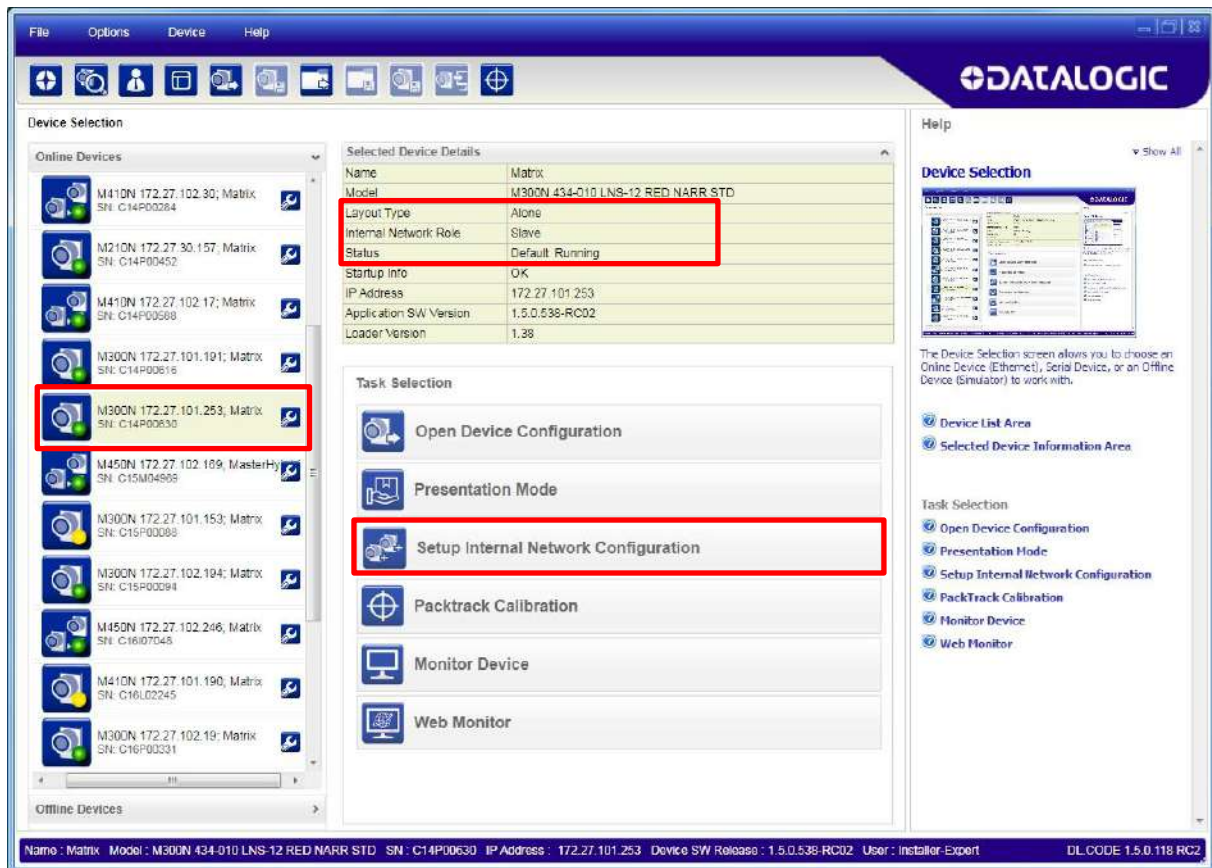 File Options Device Help
DATALOGIC
Device Selection
Online Devices
M410N 172.27.102.30; Matrix
SN: C14P00284
M210N 172.27.30.157; Matrix
SN: C14P00452
M410N 172.27.102.17; Matrix
SN: C14P00568
M300N 172.27.101.191; Matrix
SN: C14P00616
M300N 172.27.101.253; Matrix
SN: C14P00630
M450N 172.27.102.169; MasterHy
SN: C15M04969
M300N 172.27.101.153; Matrix
SN: C15P00088
M300N 172.27.102.194; Matrix
SN: C15P00094
M450N 172.27.102.246; Matrix
SN: C16I07048
M410N 172.27.101.190; Matrix
SN: C16L02245
M300N 172.27.102.19; Matrix
SN: C16P00331
Offline Devices
Selected Device Details
Name Matrix
Model M300N 434-010 LNS-12 RED NARR STD
Layout Type Alone
Internal Network Role Slave
Status Default Running
Startup Info OK
IP Address 172.27.101.253
Application SW Version 1.5.0.538-RC02
Loader Version 1.38
Task Selection
Open Device Configuration
Presentation Mode
Setup Internal Network Configuration
Packtrack Calibration
Monitor Device
Web Monitor
Help
Show All
Device Selection
The Device Selection screen allows you to choose an
Online Device (Ethernet), Serial Device, or an Offline
Device (Simulator) to work with.
Device List Area
Selected Device Information Area
Task Selection
Open Device Configuration
Presentation Mode
Setup Internal Network Configuration
PackTrack Calibration
Monitor Device
Web Monitor
Name : Matrix Model : M300N 434-010 LNS-12 RED NARR STD SN : C14P00630 IP Address : 172.27.101.253 Device SW Release : 1.5.0.538-RC02 User : Installer-Expert DL.CODE 1.5.0.118 RC2